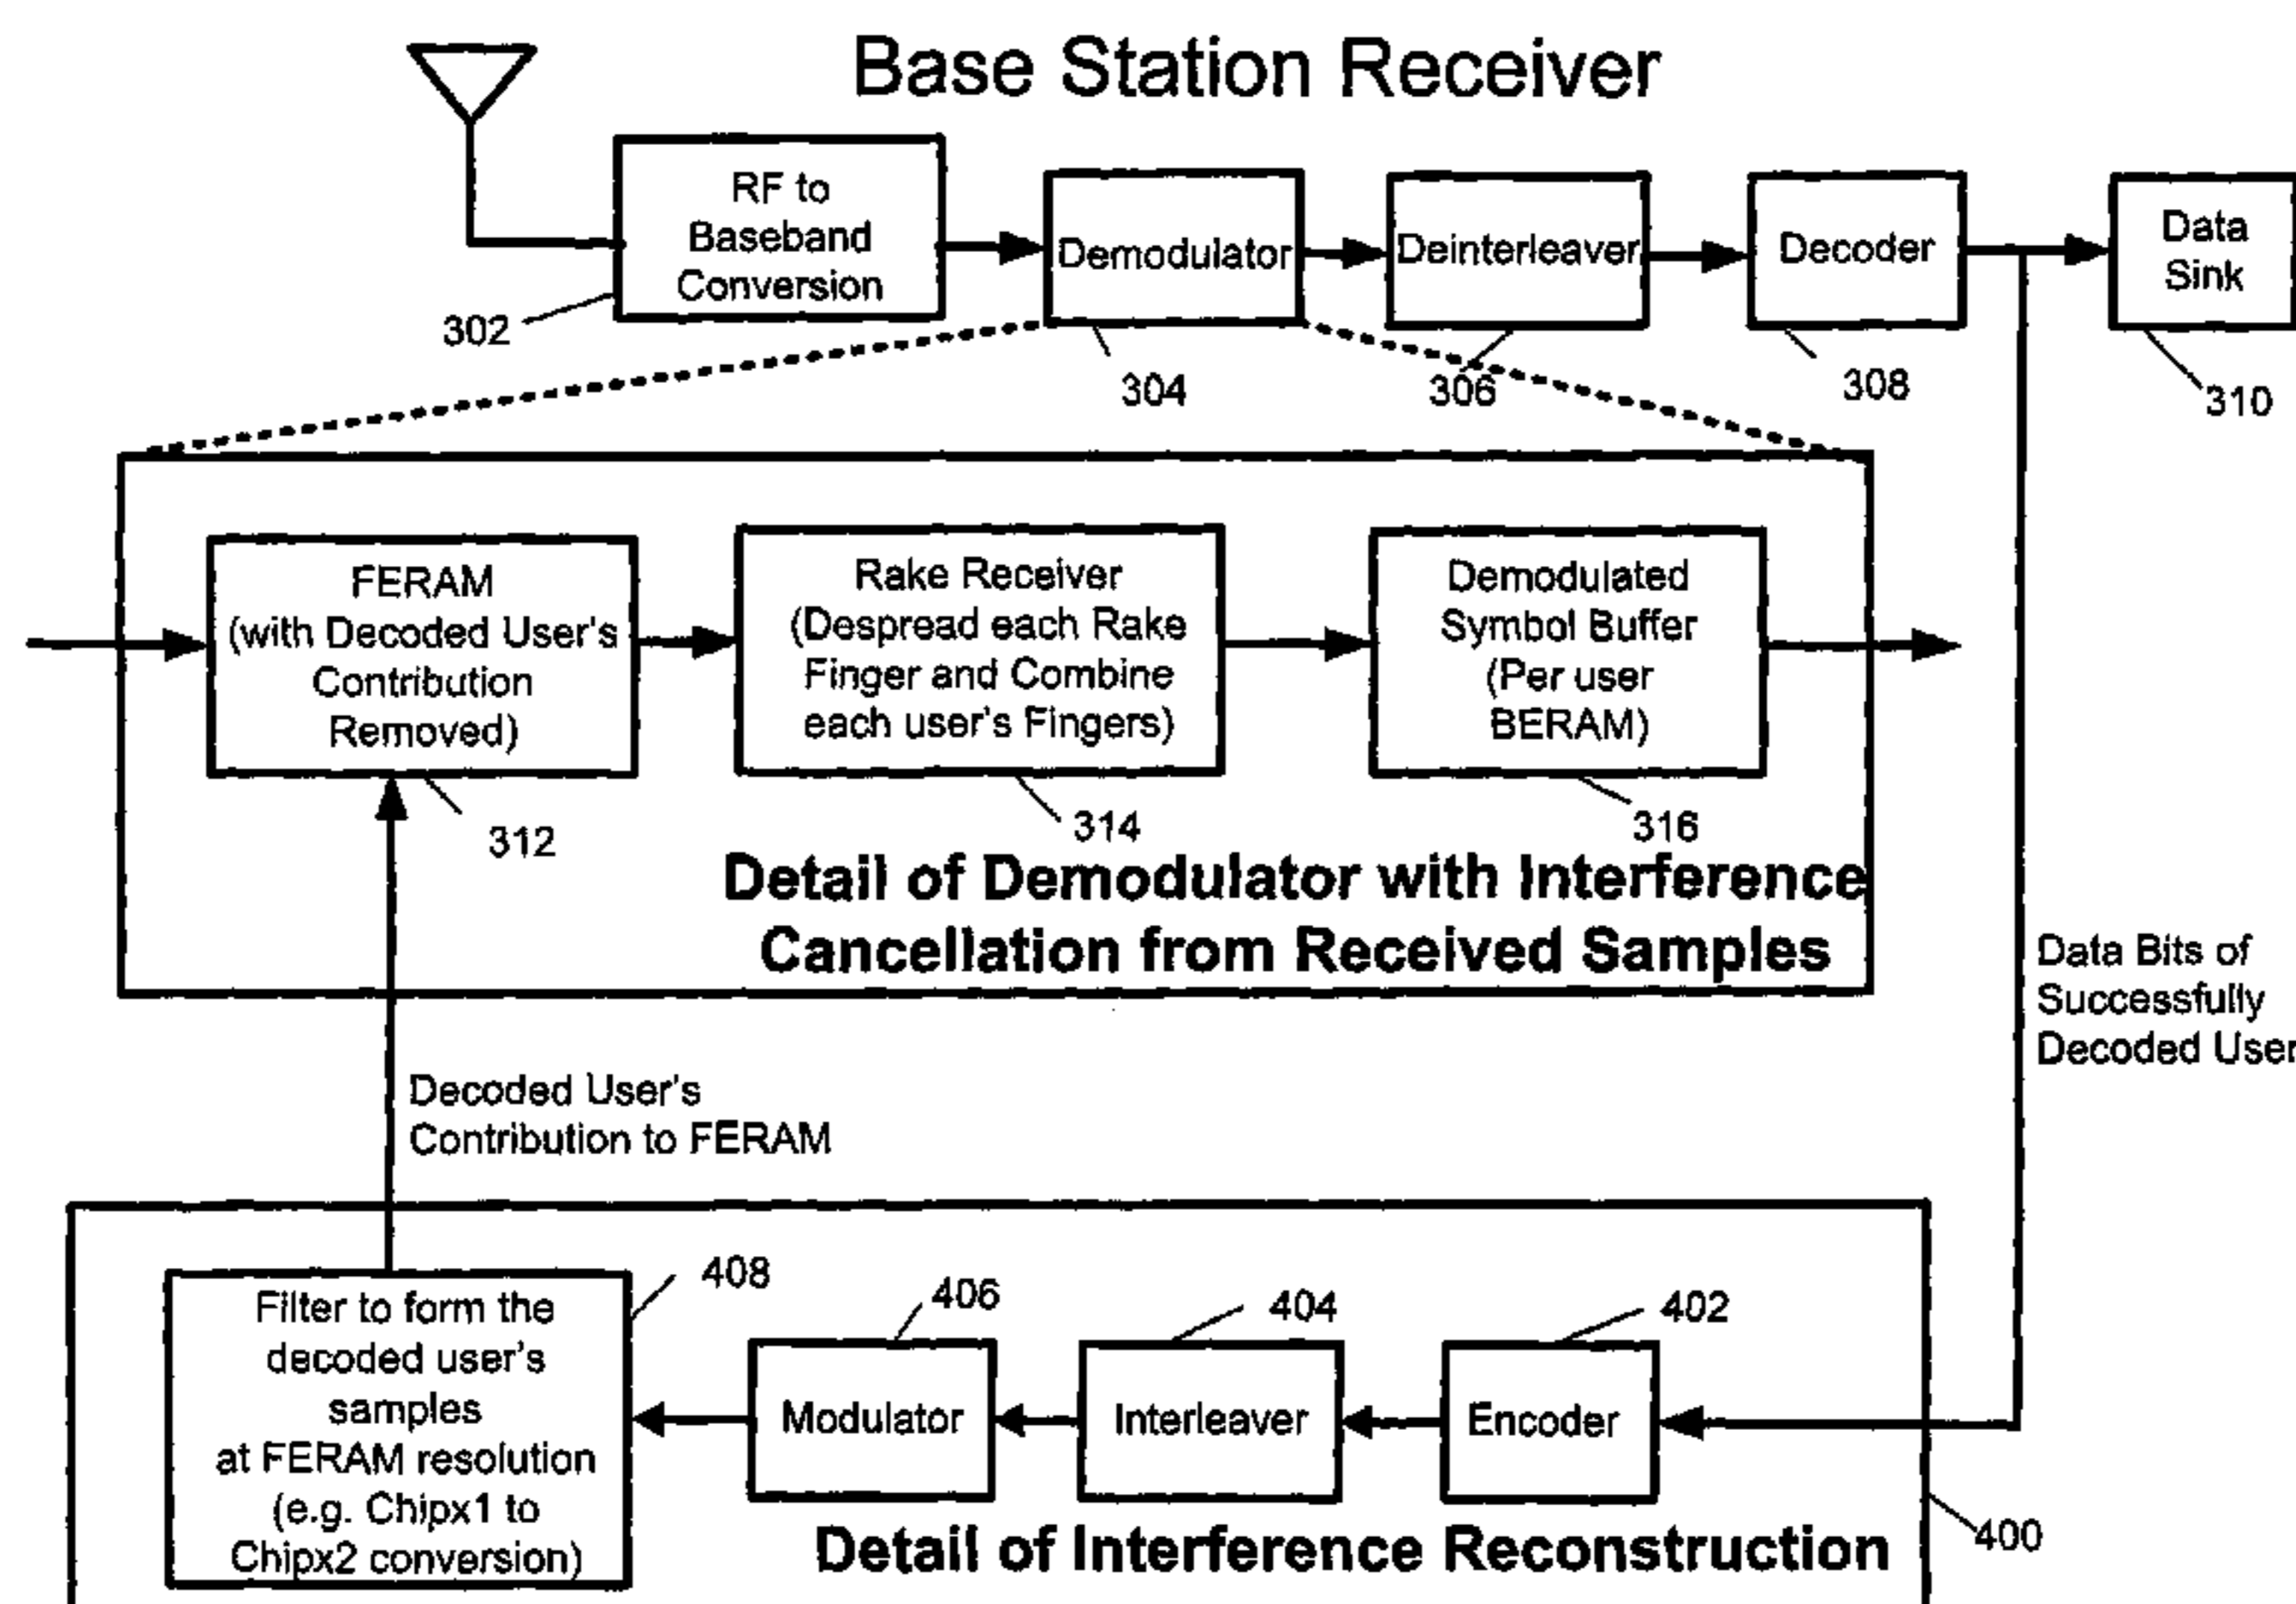 Base Station Receiver
RF to
Baseband
Conversion
Demodulator
Deinterleaver
Decoder
Data
Sink
302
304
306
308
310
FERAM
(with Decoded User's
Contribution
Removed)
Rake Receiver
(Despread each Rake
Finger and Combine
each user's Fingers)
Demodulated
Symbol Buffer
(Per user
BERAM)
312
314
316
Detail of Demodulator with Interference
Cancellation from Received Samples
Data Bits of
Successfully
Decoded User
Decoded User's
Contribution to FERAM
Filter to form the
decoded user's
samples
at FERAM resolution
(e.g. Chipx1 to
Chipx2 conversion)
408
Modulator
406
Interleaver
404
Encoder
402
Detail of Interference Reconstruction
400